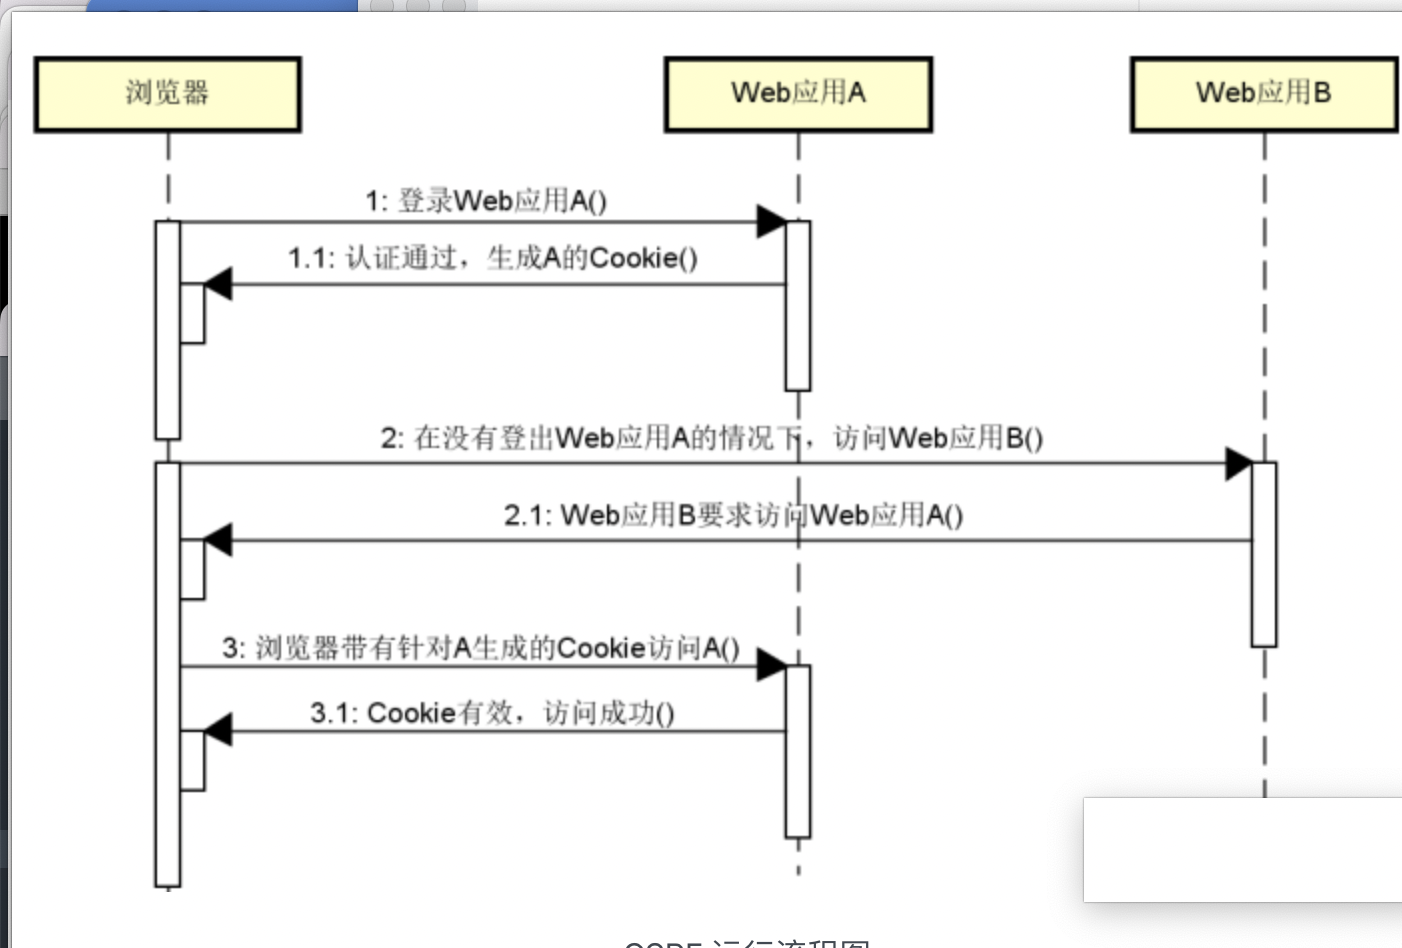 浏览器
Web应用A
Web应用B
1: 登录Web应用A()
1.1: 认证通过，生成A的Cookie()
2: 在没有登出Web应用A的情况下，访问Web应用B()
2.1: Web应用B要求访问Web应用A()
3: 浏览器带有针对A生成的Cookie访问A()
3.1: Cookie有效，访问成功()
CSRF 运行流程图